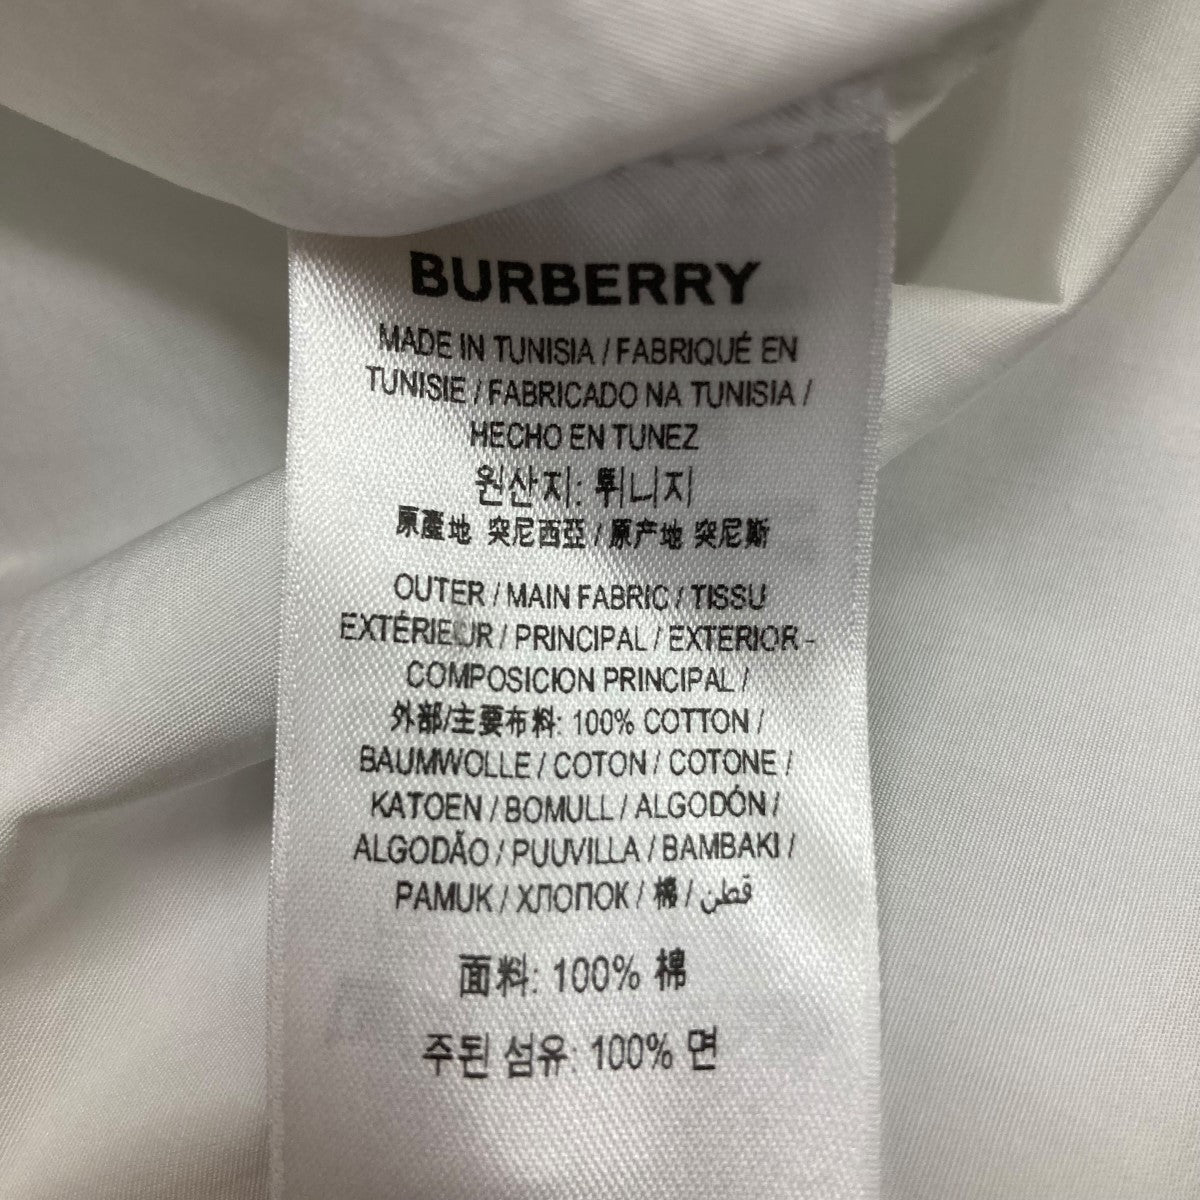 BURBERRY
MADE IN TUNISIA / FABRIQUÉ EN
TUNISIE / FABRICADO NA TUNISIA /
HECHO EN TUNEZ
원산지: 튀니지
原產地 突尼西亞 / 原产地 突尼斯
OUTER / MAIN FABRIC / TISSU
EXTÉRIEUR / PRINCIPAL / EXTERIOR -
COMPOSICION PRINCIPAL /
外部/主要布料: 100% COTTON /
BAUMWOLLE / COTON / COTONE /
KATOEN / BOMULL / ALGODÓN /
ALGODÃO / PUUVILLA / BAMBAKI /
PAMUK / ХЛОПОК / 棉 / قطن
面料: 100% 棉
주된 섬유: 100% 면